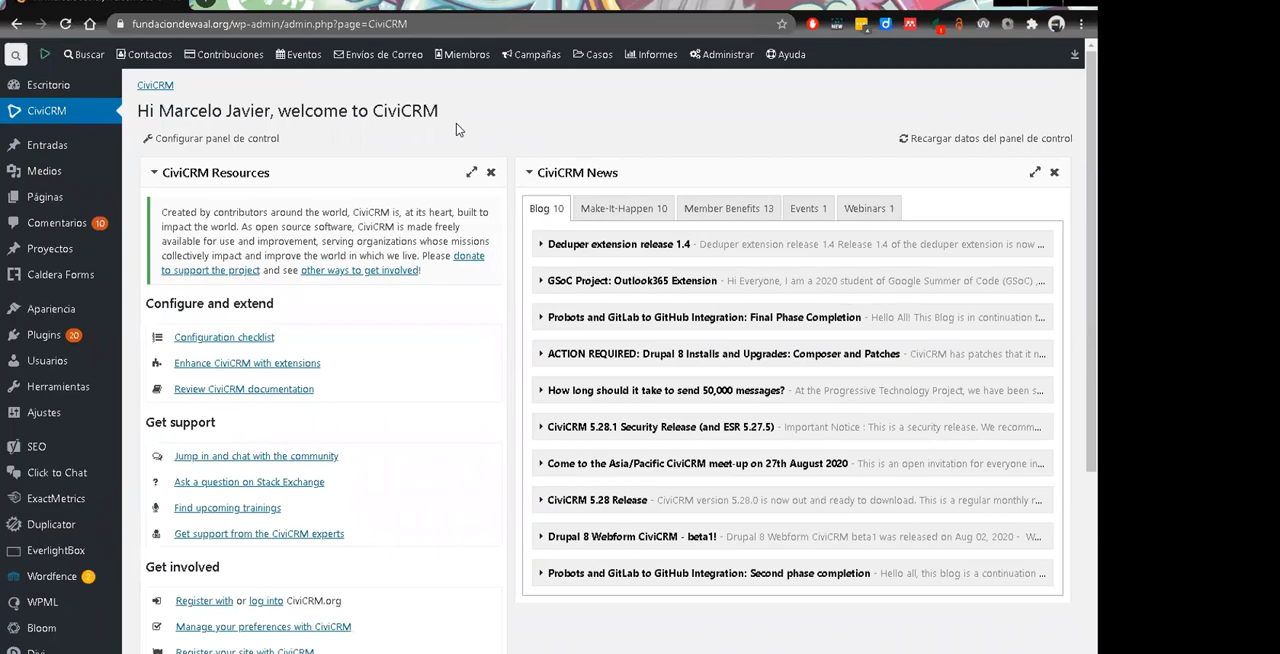 fundaciondewaal.org/wp-admin/admin.php?page=CiviCRM
Buscar Contactos Contribuciones Eventos Envíos de Correo Miembros Campañas Casos Informes Administrar Ayuda
Escritorio
CiviCRM
Entradas
Medios
Páginas
Comentarios 10
Proyectos
Caldera Forms
Apariencia
Plugins 20
Usuarios
Herramientas
Ajustes
SEO
Click to Chat
ExactMetrics
Duplicator
EverlightBox
Wordfence 2
WPML
Bloom
Divi
CiviCRM
Hi Marcelo Javier, welcome to CiviCRM
Configurar panel de control
Recargar datos del panel de control
CiviCRM Resources
Created by contributors around the world, CiviCRM is, at its heart, built to
impact the world. As open source software, CiviCRM is made freely
available for use and improvement, serving organizations whose missions
collectively impact and improve the world in which we live. Please donate
to support the project and see other ways to get involved!
Configure and extend
Configuration checklist
Enhance CiviCRM with extensions
Review CiviCRM documentation
Get support
Jump in and chat with the community
Ask a question on Stack Exchange
Find upcoming trainings
Get support from the CiviCRM experts
Get involved
Register with or log into CiviCRM.org
Manage your preferences with CiviCRM
Register your site with CiviCRM
CiviCRM News
Blog 10 Make-It-Happen 10 Member Benefits 13 Events 1 Webinars 1
Deduper extension release 1.4 - Deduper extension release 1.4 Release 1.4 of the deduper extension is now ...
GSoC Project: Outlook365 Extension - Hi Everyone, I am a 2020 student of Google Summer of Code (GSoC) ,...
Probots and GitLab to GitHub Integration: Final Phase Completion - Hello All! This Blog is in continuation t...
ACTION REQUIRED: Drupal 8 Installs and Upgrades: Composer and Patches - CiviCRM has patches that it n...
How long should it take to send 50,000 messages? - At the Progressive Technology Project, we have been s...
CiviCRM 5.28.1 Security Release (and ESR 5.27.5) - Important Notice : This is a security release. We recomm...
Come to the Asia/Pacific CiviCRM meet-up on 27th August 2020 - This is an open invitation for everyone in...
CiviCRM 5.28 Release - CiviCRM version 5.28.0 is now out and ready to download. This is a regular monthly r...
Drupal 8 Webform CiviCRM - beta1! - Drupal 8 Webform CiviCRM beta1 was released on Aug 02, 2020 - W...
Probots and GitLab to GitHub Integration: Second phase completion - Hello all, this blog is a continuation ...